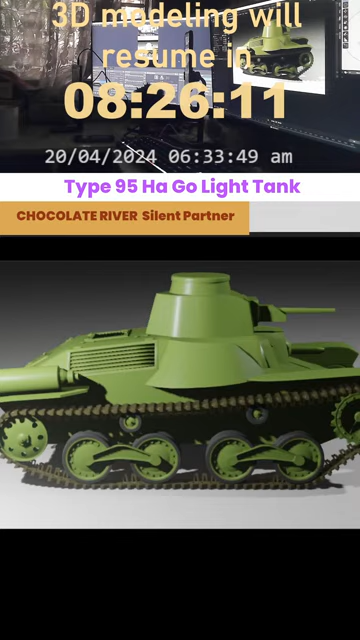 3D modeling will
resume in
08:26:11
20/04/2024 06:33:49 am
Type 95 Ha Go Light Tank
CHOCOLATE RIVER Silent Partner